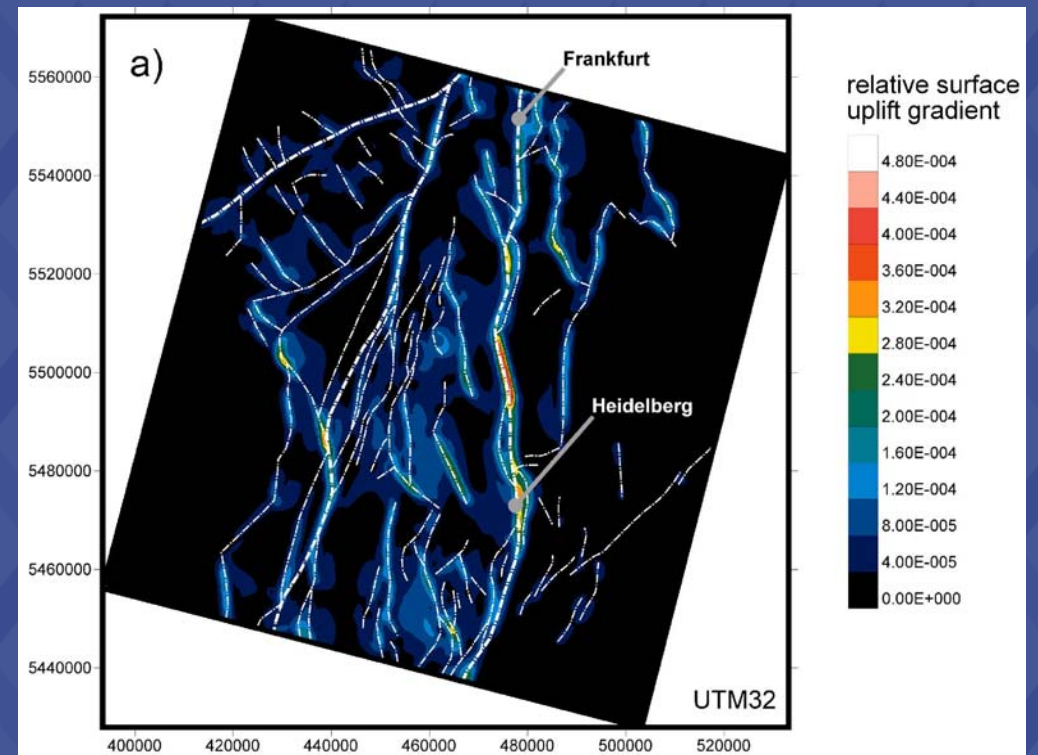 a)
Frankfurt
Heidelberg
UTM32
5560000
5540000
5520000
5500000
5480000
5460000
5440000
400000 420000 440000 460000 480000 500000 520000
relative surface
uplift gradient
4.80E-004
4.40E-004
4.00E-004
3.60E-004
3.20E-004
2.80E-004
2.40E-004
2.00E-004
1.60E-004
1.20E-004
8.00E-005
4.00E-005
0.00E+000